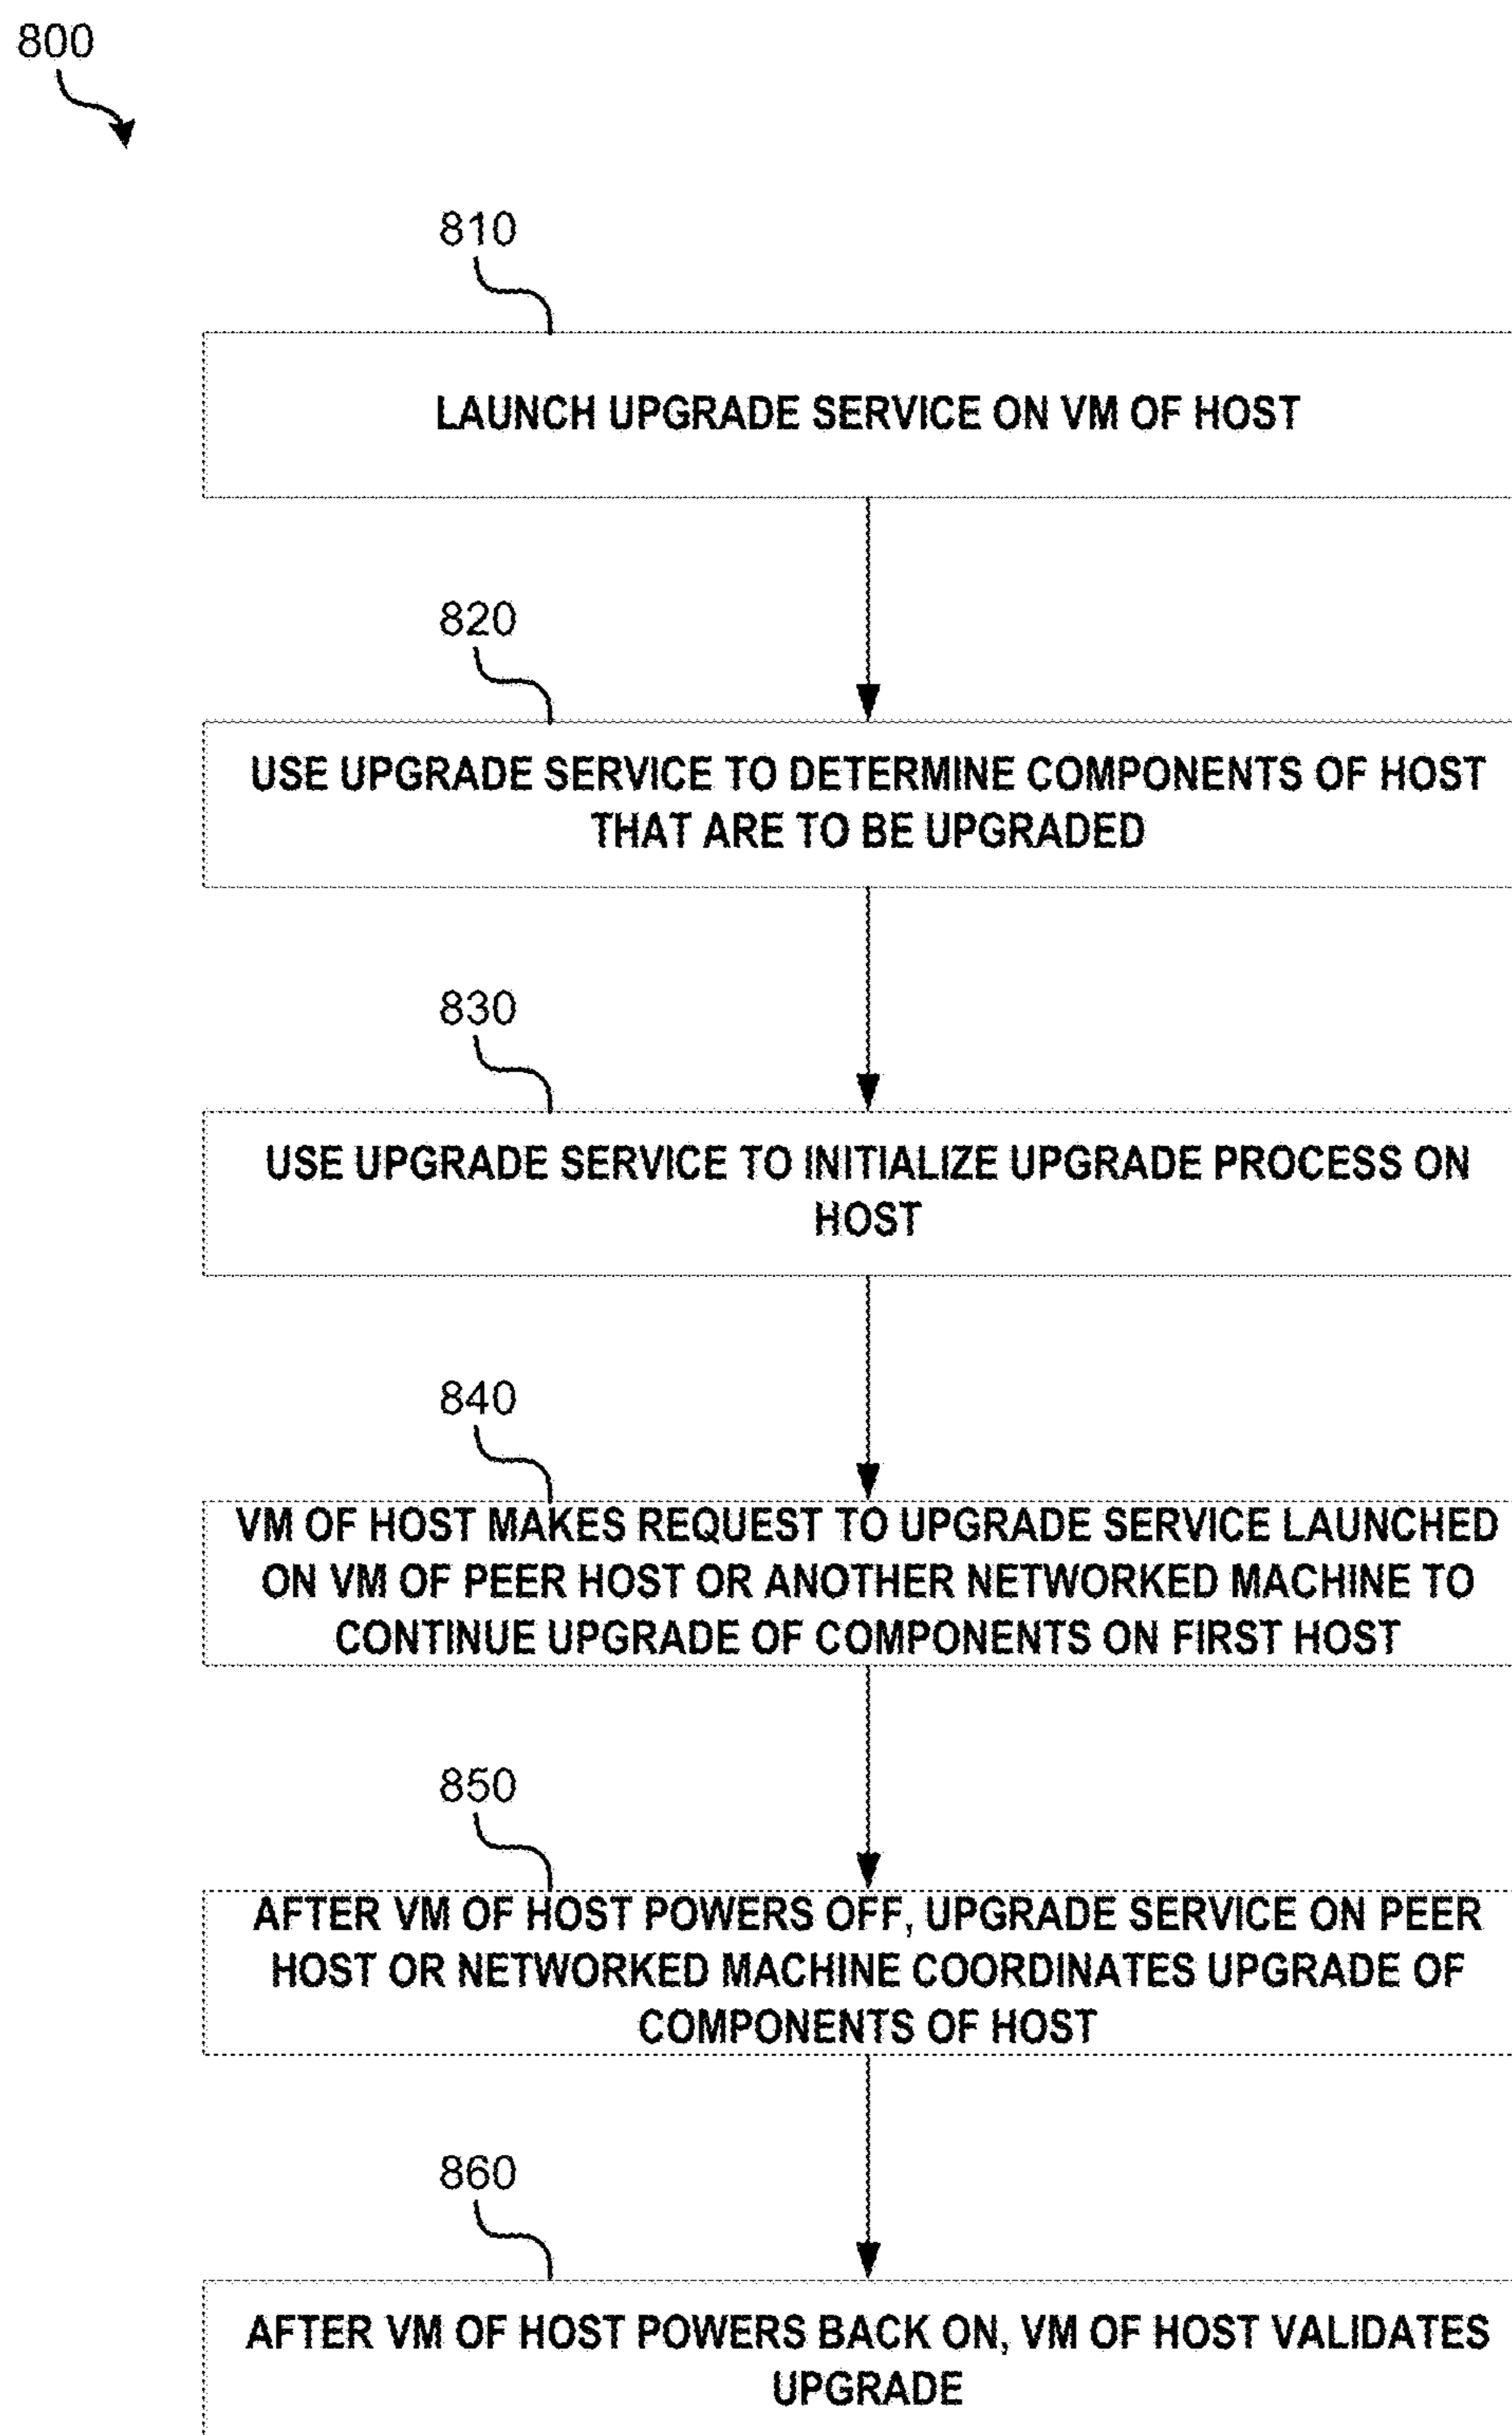 800
810
LAUNCH UPGRADE SERVICE ON VM OF HOST
820
USE UPGRADE SERVICE TO DETERMINE COMPONENTS OF HOST
THAT ARE TO BE UPGRADED
830
USE UPGRADE SERVICE TO INITIALIZE UPGRADE PROCESS ON
HOST
840
VM OF HOST MAKES REQUEST TO UPGRADE SERVICE LAUNCHED
ON VM OF PEER HOST OR ANOTHER NETWORKED MACHINE TO
CONTINUE UPGRADE OF COMPONENTS ON FIRST HOST
850
AFTER VM OF HOST POWERS OFF, UPGRADE SERVICE ON PEER
HOST OR NETWORKED MACHINE COORDINATES UPGRADE OF
COMPONENTS OF HOST
860
AFTER VM OF HOST POWERS BACK ON, VM OF HOST VALIDATES
UPGRADE